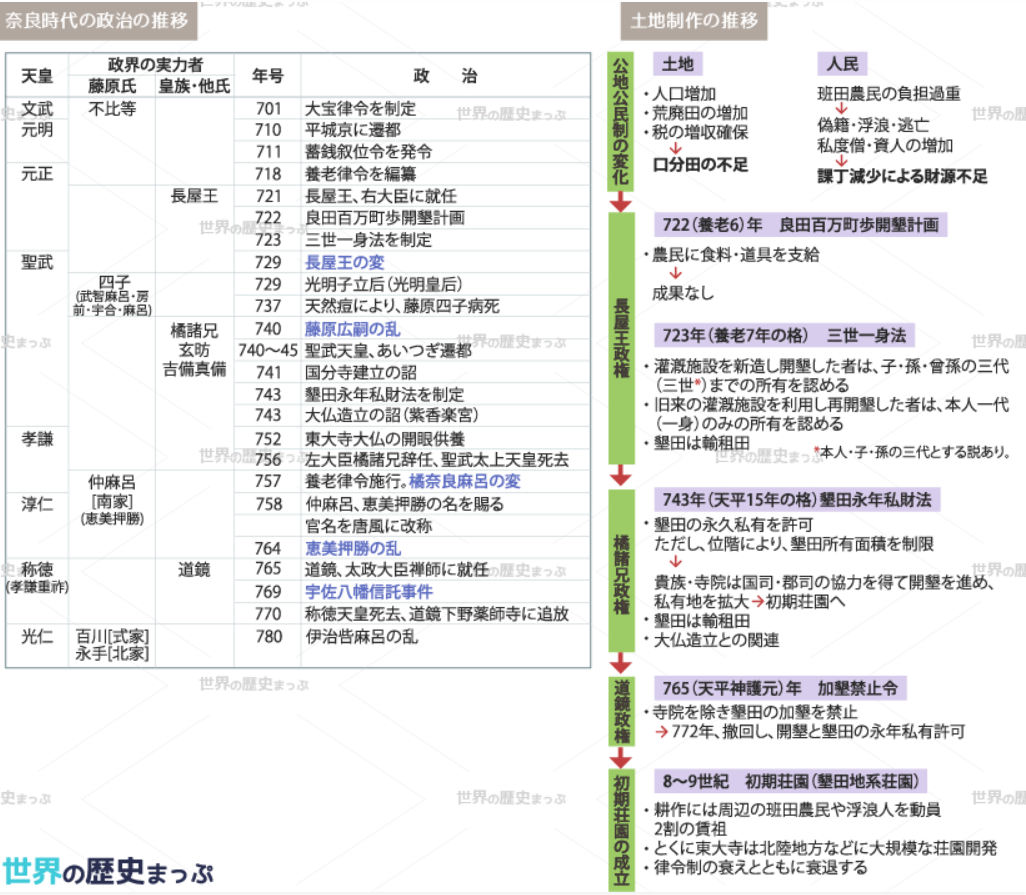 奈良時代の政治の推移
天皇 政界の実力者 年号 政 治
藤原氏 皇族・他氏
文武 不比等 701 大宝律令を制定
元明 710 平城京に遷都
711 蓄銭叙位令を発令
元正 718 養老律令を編纂
長屋王 721 長屋王、右大臣に就任
722 良田百万町歩開墾計画
723 三世一身法を制定
聖武 729 長屋王の変
四子 729 光明子立后(光明皇后)
(武智麻呂・房
前・宇合・麻呂)
737 天然痘により、藤原四子病死
橘諸兄 740 藤原広嗣の乱
玄昉 740〜45 聖武天皇、あいつぎ遷都
吉備真備 741 国分寺建立の詔
743 墾田永年私財法を制定
743 大仏造立の詔(紫香楽宮)
孝謙 752 東大寺大仏の開眼供養
756 左大臣橘諸兄辞任、聖武太上天皇死去
仲麻呂 757 養老律令施行。橘奈良麻呂の変
淳仁 [南家] 758 仲麻呂、恵美押勝の名を賜る
(恵美押勝) 官名を唐風に改称
764 恵美押勝の乱
称徳 道鏡 765 道鏡、太政大臣禅師に就任
(孝謙重祚) 769 宇佐八幡信託事件
770 称徳天皇死去、道鏡下野薬師寺に追放
光仁 百川[式家] 780 伊治呰麻呂の乱
永手[北家]
世界の歴史まっぷ
土地制作の推移
公地公民制の変化
土地
・人口増加
・荒廃田の増加
・税の増収確保
↓
口分田の不足
人民
班田農民の負担過重
↓
偽籍・浮浪・逃亡
私度僧・資人の増加
↓
課丁減少による財源不足
長屋王政権
722(養老6)年 良田百万町歩開墾計画
・農民に食料・道具を支給
↓
成果なし
723年(養老7年の格) 三世一身法
・灌漑施設を新造し開墾した者は、子・孫・曾孫の三代
(三世*)までの所有を認める
・旧来の灌漑施設を利用し再開墾した者は、本人一代
(一身)のみの所有を認める
・墾田は輸租田
*本人・子・孫の三代とする脱あり。
橘諸兄政権
743年(天平15年の格)墾田永年私財法
・墾田の永久私有を許可
ただし、位階により、墾田所有面積を制限
↓
貴族・寺院は国司・郡司の協力を得て開墾を進め、
私有地を拡大→初期荘園へ
・墾田は輸租田
・大仏造立との関連
道鏡政権
765(天平神護元)年 加墾禁止令
・寺院を除き墾田の加墾を禁止
→772年、撤回し、開墾と墾田の永年私有許可
初期荘園の成立
8〜9世紀 初期荘園(墾田地系荘園)
・耕作には周辺の班田農民や浮浪人を動員
2割の賃祖
・とくに東大寺は北陸地方などに大規模な荘園開発
・律令制の衰えとともに衰退する